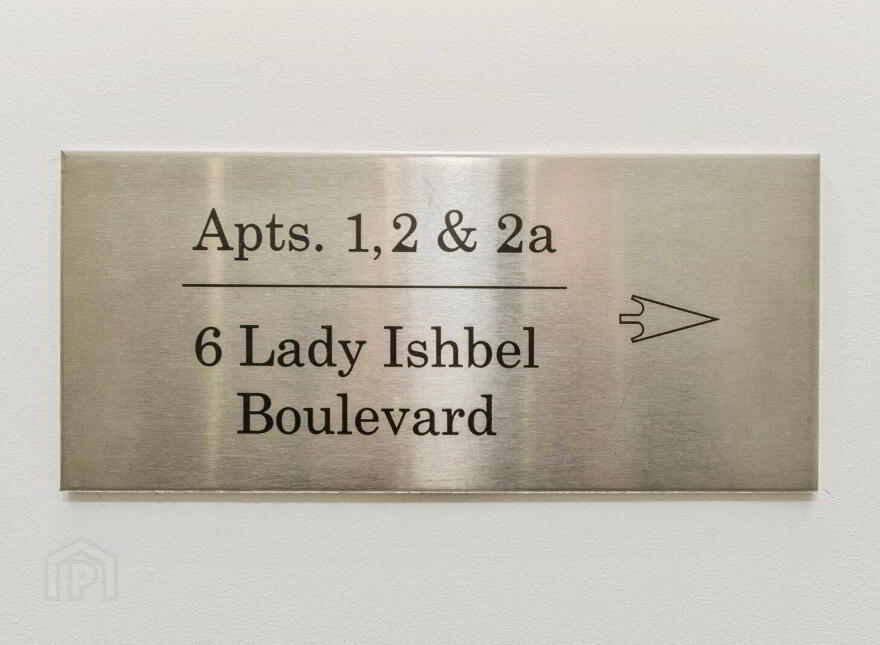 Apts. 1, 2 & 2a
6 Lady Ishbel
Boulevard
P